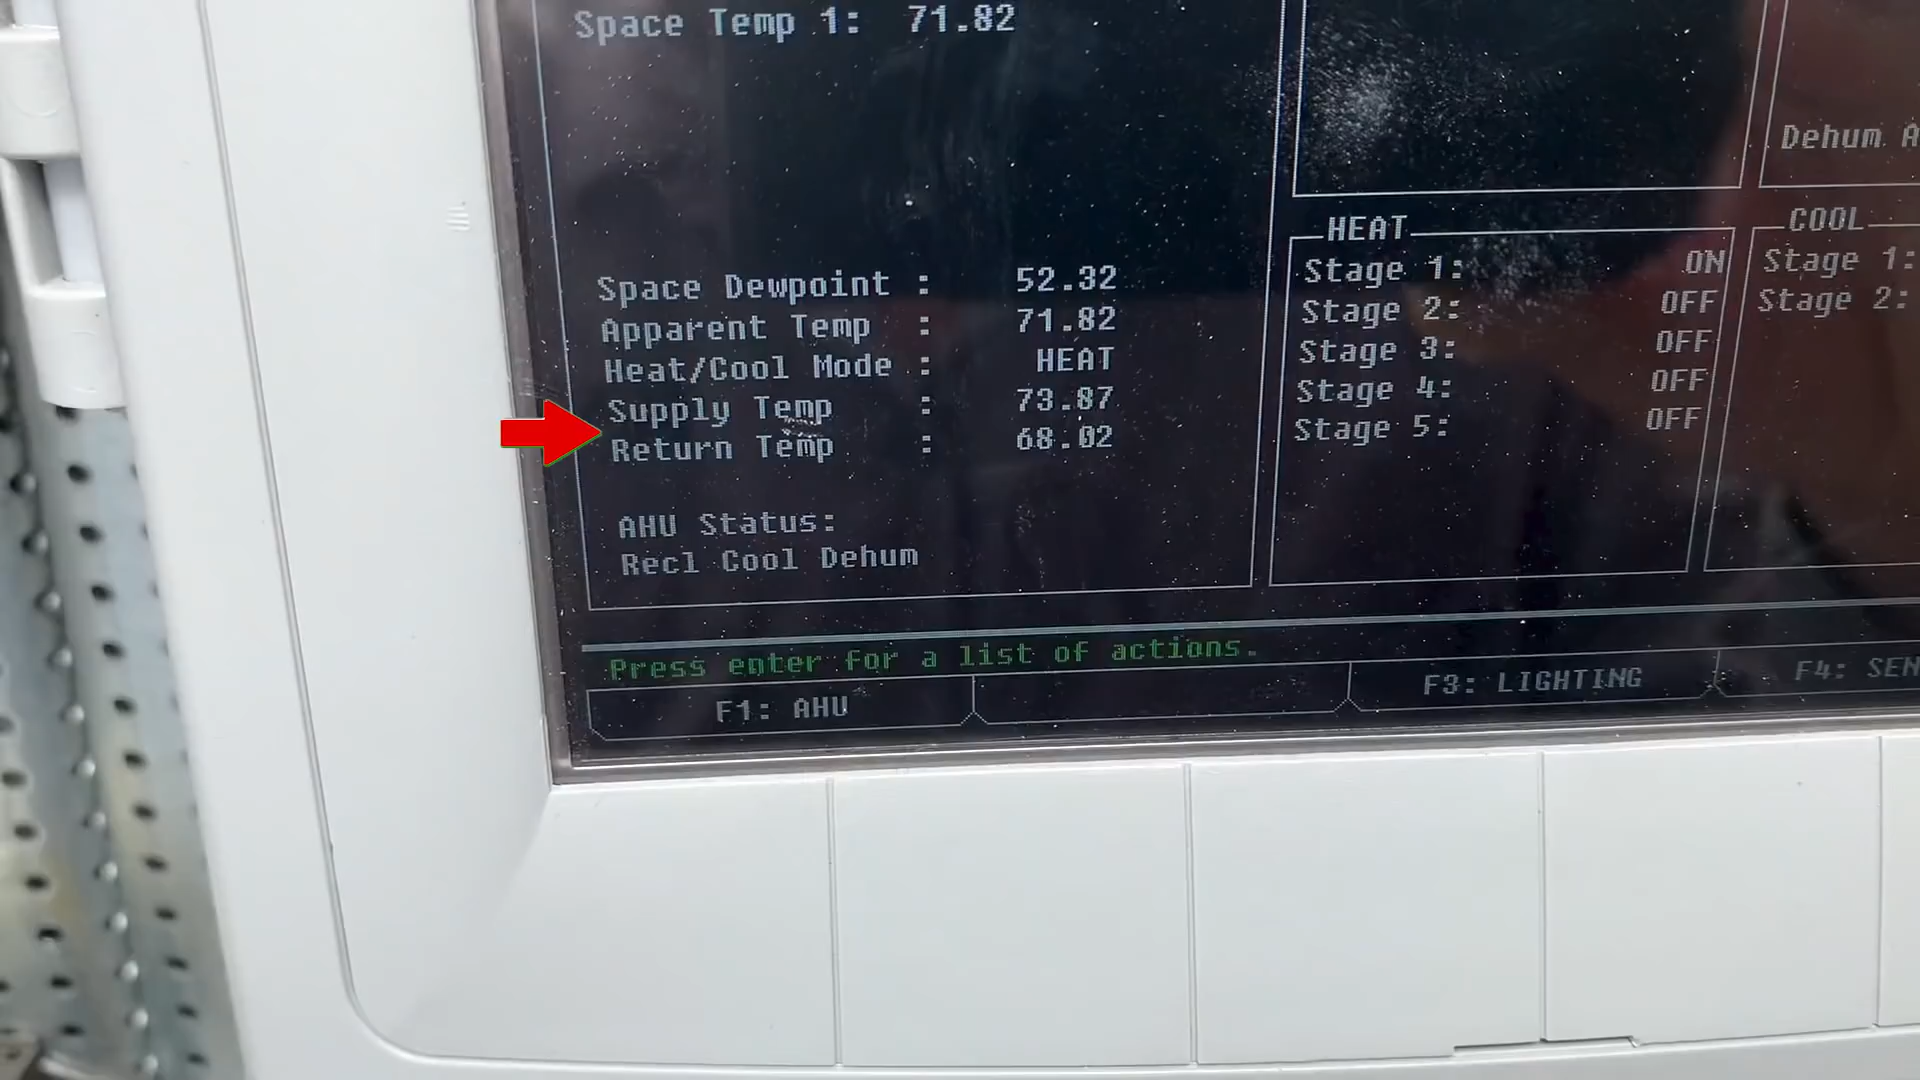 Space Temp 1: 71.82
Dehum A
Space Dewpoint : 52.32
Apparent Temp : 71.82
Heat/Cool Mode : HEAT
Supply Temp : 73.87
Return Temp : 68.02
AHU Status:
Recl Cool Dehum
HEAT
Stage 1: ON
Stage 2: OFF
Stage 3: OFF
Stage 4: OFF
Stage 5: OFF
COOL
Stage 1:
Stage 2:
Press enter for a list of actions.
F1: AHU
F3: LIGHTING
F4: SEN